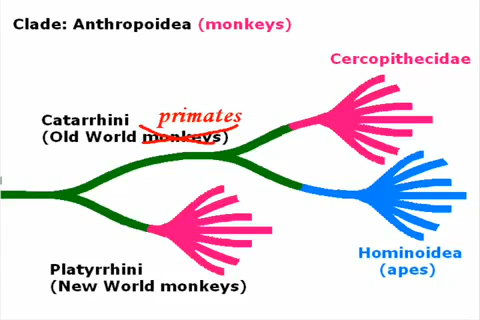 Clade: Anthropoidea (monkeys)
Cercopithecidae
primates
Catarrhini
(Old World monkeys)
Hominoidea
(apes)
Platyrrhini
(New World monkeys)